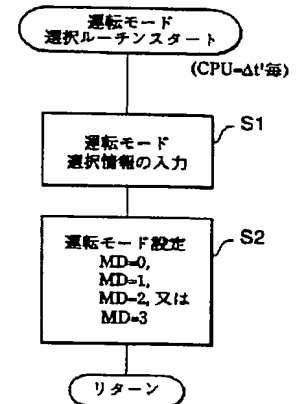 運転モード
選択ルーチンスタート
(CPU=Δt'毎)
運転モード
選択情報の入力
S1
運転モード設定
MD=0,
MD=1,
MD=2, 又は
MD=3
S2
リターン